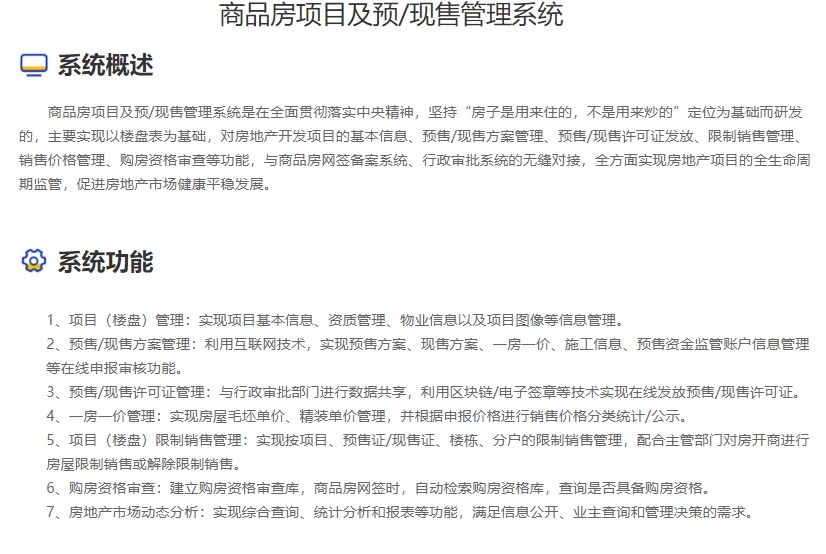 商品房项目及预/现售管理系统
系统概述
商品房项目及预/现售管理系统是在全面贯彻落实中央精神，坚持“房子是用来住的，不是用来炒的”定位为基础而研发
的，主要实现以楼盘表为基础，对房地产开发项目的基本信息、预售/现售方案管理、预售/现售许可证发放、限制销售管理、
销售价格管理、购房资格审查等功能，与商品房网签备案系统、行政审批系统的无缝对接，全方面实现房地产项目的全生命周
期监管，促进房地产市场健康平稳发展。
系统功能
1、项目（楼盘）管理：实现项目基本信息、资质管理、物业信息以及项目图像等信息管理。
2、预售/现售方案管理：利用互联网技术，实现预售方案、现售方案、一房一价、施工信息、预售资金监管账户信息管理
等在线申报审核功能。
3、预售/现售许可证管理：与行政审批部门进行数据共享，利用区块链/电子签章等技术实现在线发放预售/现售许可证。
4、一房一价管理：实现房屋毛坯单价、精装单价管理，并根据申报价格进行销售价格分类统计/公示。
5、项目（楼盘）限制销售管理：实现按项目、预售证/现售证、楼栋、分户的限制销售管理，配合主管部门对房开商进行
房屋限制销售或解除限制销售。
6、购房资格审查：建立购房资格审查库，商品房网签时，自动检索购房资格库，查询是否具备购房资格。
7、房地产市场动态分析：实现综合查询、统计分析和报表等功能，满足信息公开、业主查询和管理决策的需求。